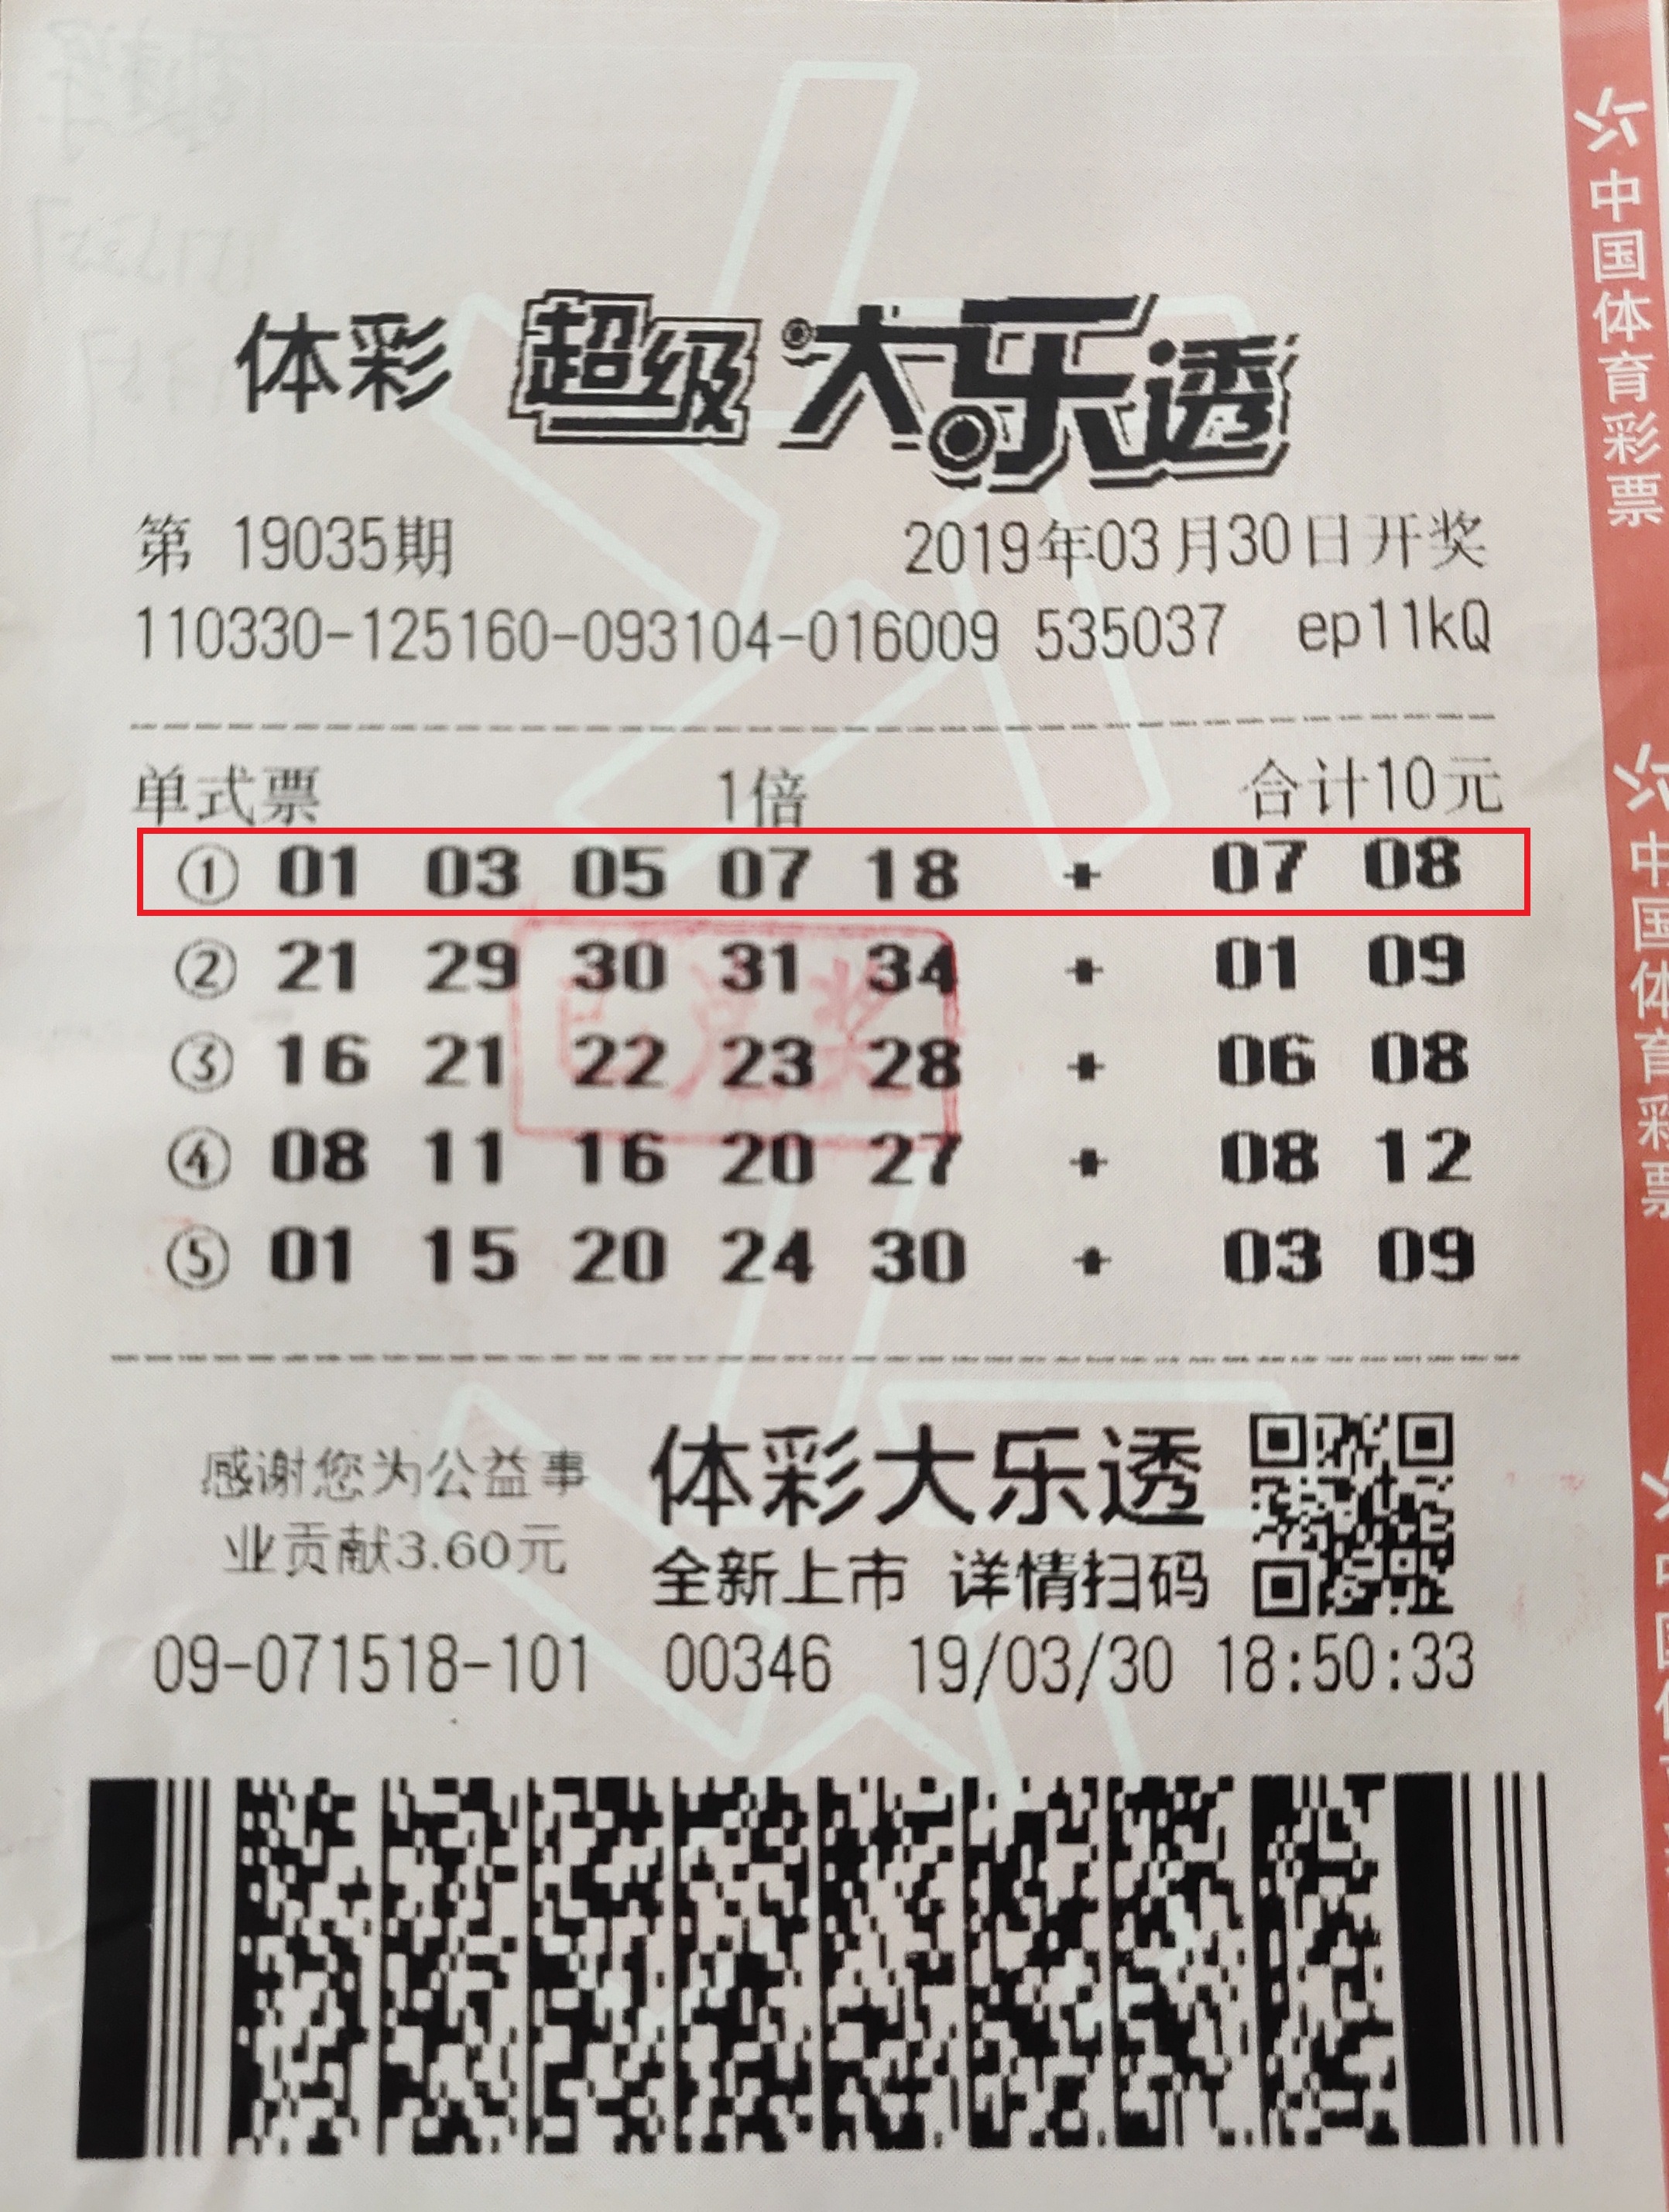 体彩 超级大乐透
第 19035期 2019年03月30日开奖
110330-125160-093104-016009 535037 ep11kQ
单式票 1倍 合计10元
① 01 03 05 07 18 + 07 08
② 21 29 30 31 34 + 01 09
③ 16 21 22 23 28 + 06 08
④ 08 11 16 20 27 + 08 12
⑤ 01 15 20 24 30 + 03 09
已兑奖
感谢您为公益事
业贡献3.60元
体彩大乐透
全新上市 详情扫码
09-071518-101 00346 19/03/30 18:50:33
中国体育彩票
中国体育彩票